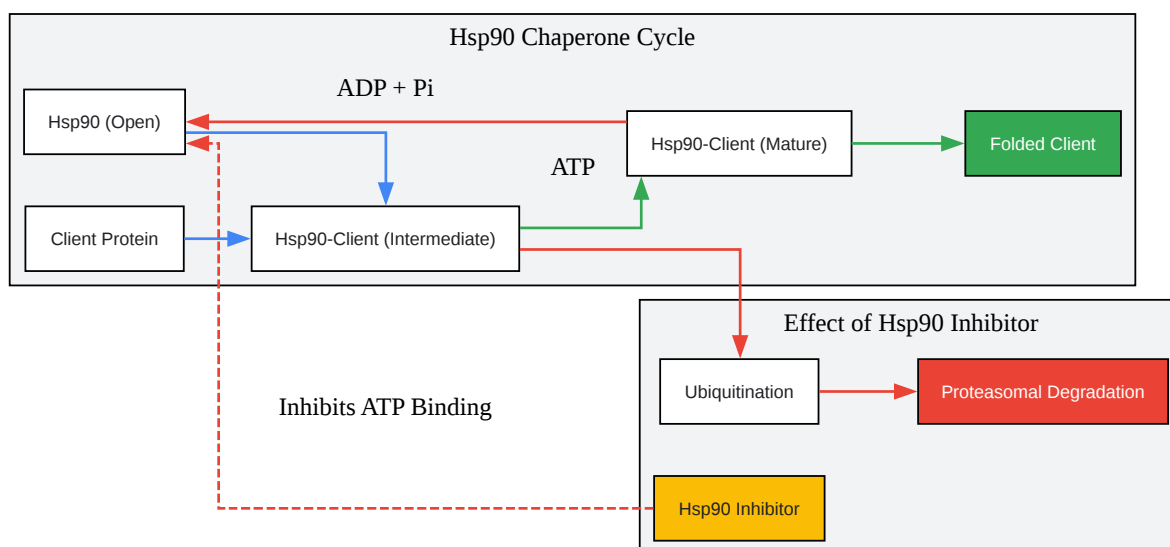 Hsp90 Chaperone Cycle
ADP + Pi
Hsp90 (Open)
Hsp90-Client (Mature)
Folded Client
ATP
Client Protein
Hsp90-Client (Intermediate)
Effect of Hsp90 Inhibitor
Ubiquitination
Proteasomal Degradation
Inhibits ATP Binding
Hsp90 Inhibitor